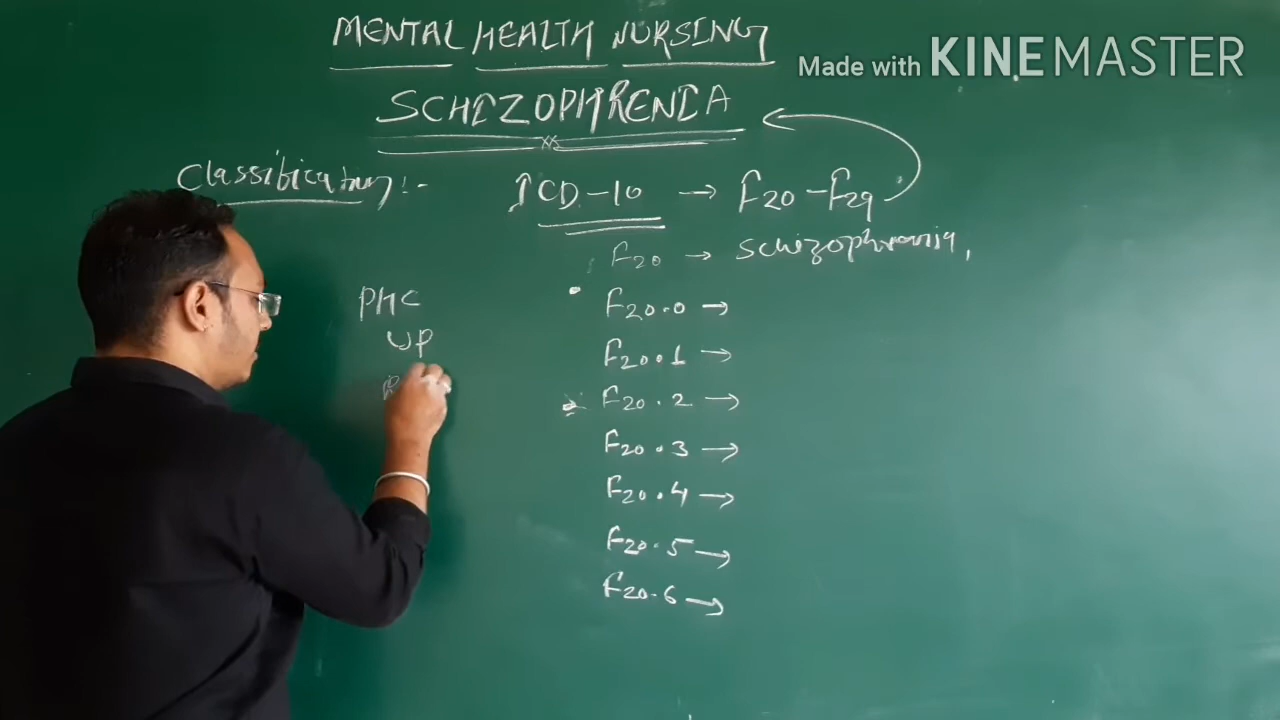 MENTAL HEALTH NURSING
Made with KINEMASTER
SCHIZOPHRENIA
Classification:-
ICD-10 → F20 - F29
F20 → Schizophrenia,
PHC
UP
R
F20.0 →
F20.1 →
F20.2 →
F20.3 →
F20.4 →
F20.5 →
F20.6 →